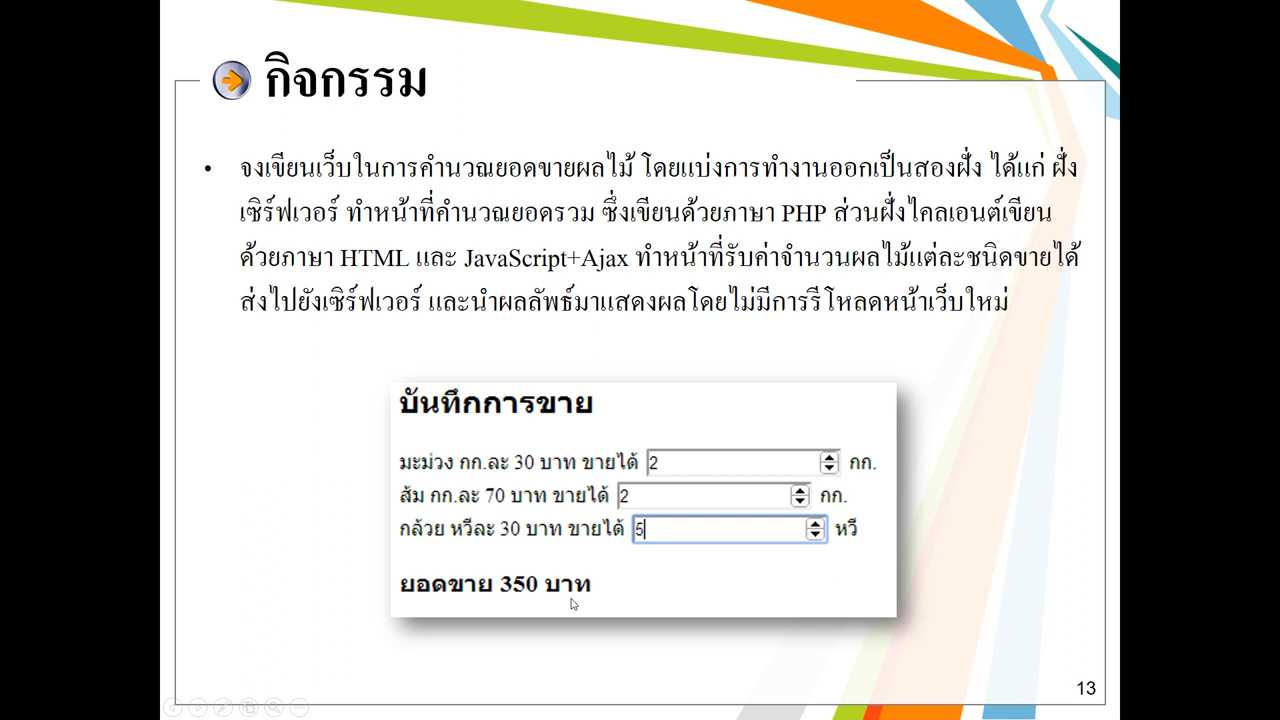 กิจกรรม
• จงเขียนเว็บในการคำนวณยอดขายผลไม้ โดยแบ่งการทำงานออกเป็นสองฝั่ง ได้แก่ ฝั่ง
เซิร์ฟเวอร์ ทำหน้าที่คำนวณยอดรวม ซึ่งเขียนด้วยภาษา PHP ส่วนฝั่งไคลเอนต์เขียน
ด้วยภาษา HTML และ JavaScript+Ajax ทำหน้าที่รับค่าจำนวนผลไม้แต่ละชนิดขายได้
ส่งไปยังเซิร์ฟเวอร์ และนำผลลัพธ์มาแสดงผลโดยไม่มีการรีโหลดหน้าเว็บใหม่
บันทึกการขาย
มะม่วง กก.ละ 30 บาท ขายได้ 2 กก.
ส้ม กก.ละ 70 บาท ขายได้ 2 กก.
กล้วย หวีละ 30 บาท ขายได้ 5 หวี
ยอดขาย 350 บาท
13